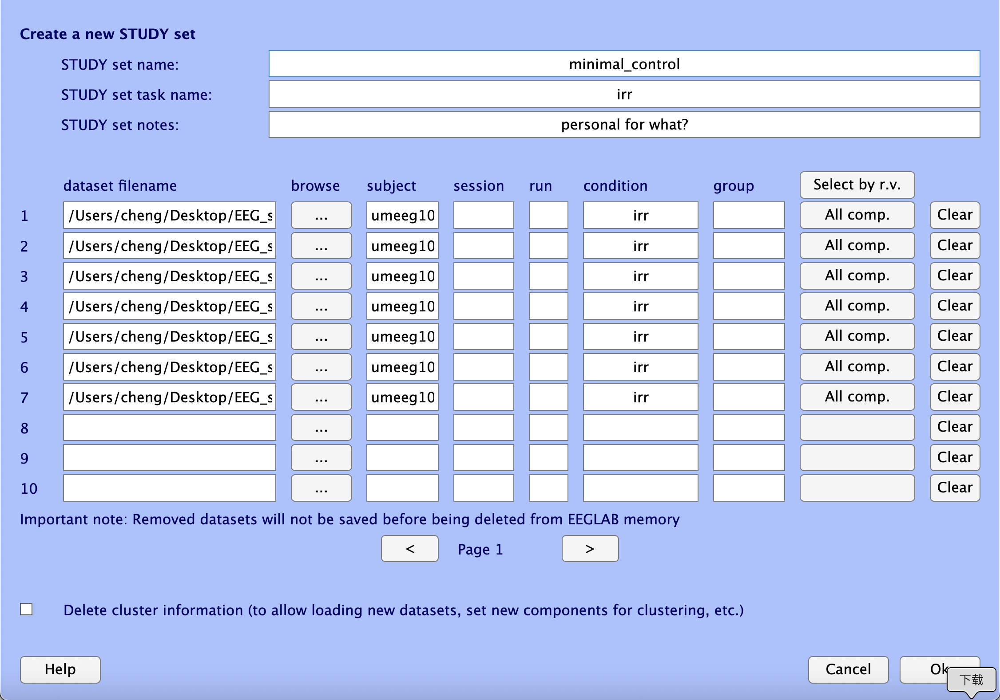 Create a new STUDY set
STUDY set name: minimal_control
STUDY set task name: irr
STUDY set notes: personal for what?
dataset filename browse subject session run condition group Select by r.v.
1 /Users/cheng/Desktop/EEG_s ... umeeg10 irr All comp. Clear
2 /Users/cheng/Desktop/EEG_s ... umeeg10 irr All comp. Clear
3 /Users/cheng/Desktop/EEG_s ... umeeg10 irr All comp. Clear
4 /Users/cheng/Desktop/EEG_s ... umeeg10 irr All comp. Clear
5 /Users/cheng/Desktop/EEG_s ... umeeg10 irr All comp. Clear
6 /Users/cheng/Desktop/EEG_s ... umeeg10 irr All comp. Clear
7 /Users/cheng/Desktop/EEG_s ... umeeg10 irr All comp. Clear
8 ... Clear
9 ... Clear
10 ... Clear
Important note: Removed datasets will not be saved before being deleted from EEGLAB memory
< Page 1 >
Delete cluster information (to allow loading new datasets, set new components for clustering, etc.)
Help Cancel Ok
下载